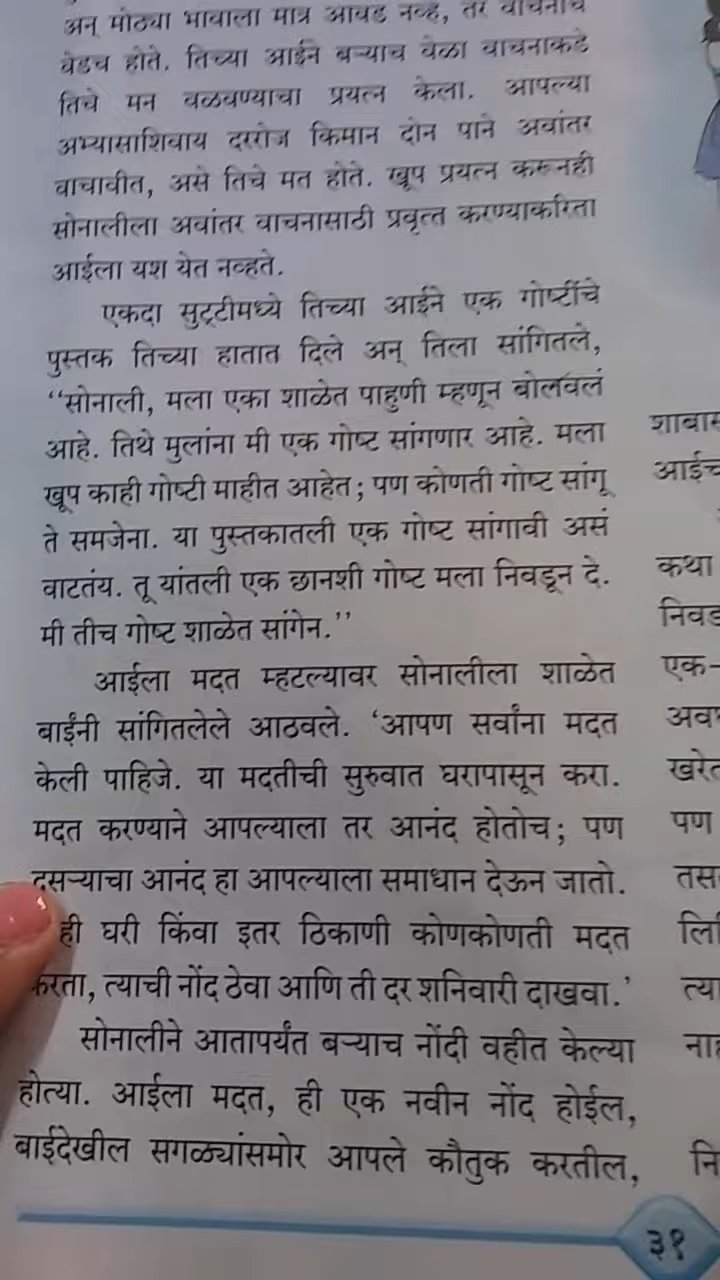 अन् मोठ्या भावाला मात्र आवड नव्हे, तर वाचनाचे
वेडच होते. तिच्या आईने बऱ्याच वेळा वाचनाकडे
तिचे मन वळवण्याचा प्रयत्न केला. आपल्या
अभ्यासाशिवाय दररोज किमान दोन पाने अवांतर
वाचावीत, असे तिचे मत होते. खूप प्रयत्न करूनही
सोनालीला अवांतर वाचनासाठी प्रवृत्त करण्याकरिता
आईला यश येत नव्हते.
एकदा सुट्टीमध्ये तिच्या आईने एक गोष्टींचे
पुस्तक तिच्या हातात दिले अन् तिला सांगितले,
“सोनाली, मला एका शाळेत पाहुणी म्हणून बोलवलं
आहे. तिथे मुलांना मी एक गोष्ट सांगणार आहे. मला
खूप काही गोष्टी माहीत आहेत; पण कोणती गोष्ट सांगू
ते समजेना. या पुस्तकातली एक गोष्ट सांगावी असं
वाटतंय. तू यांतली एक छानशी गोष्ट मला निवडून दे.
मी तीच गोष्ट शाळेत सांगेन.”
आईला मदत म्हटल्यावर सोनालीला शाळेत
बाईंनी सांगितलेले आठवले. ‘आपण सर्वांना मदत
केली पाहिजे. या मदतीची सुरुवात घरापासून करा.
मदत करण्याने आपल्याला तर आनंद होतोच; पण
दुसऱ्याचा आनंद हा आपल्याला समाधान देऊन जातो.
ही घरी किंवा इतर ठिकाणी कोणकोणती मदत
करता, त्याची नोंद ठेवा आणि ती दर शनिवारी दाखवा.’
सोनालीने आतापर्यंत बऱ्याच नोंदी वहीत केल्या
होत्या. आईला मदत, ही एक नवीन नोंद होईल,
बाईदेखील सगळ्यांसमोर आपले कौतुक करतील,
कथा
एक-
पण
३१